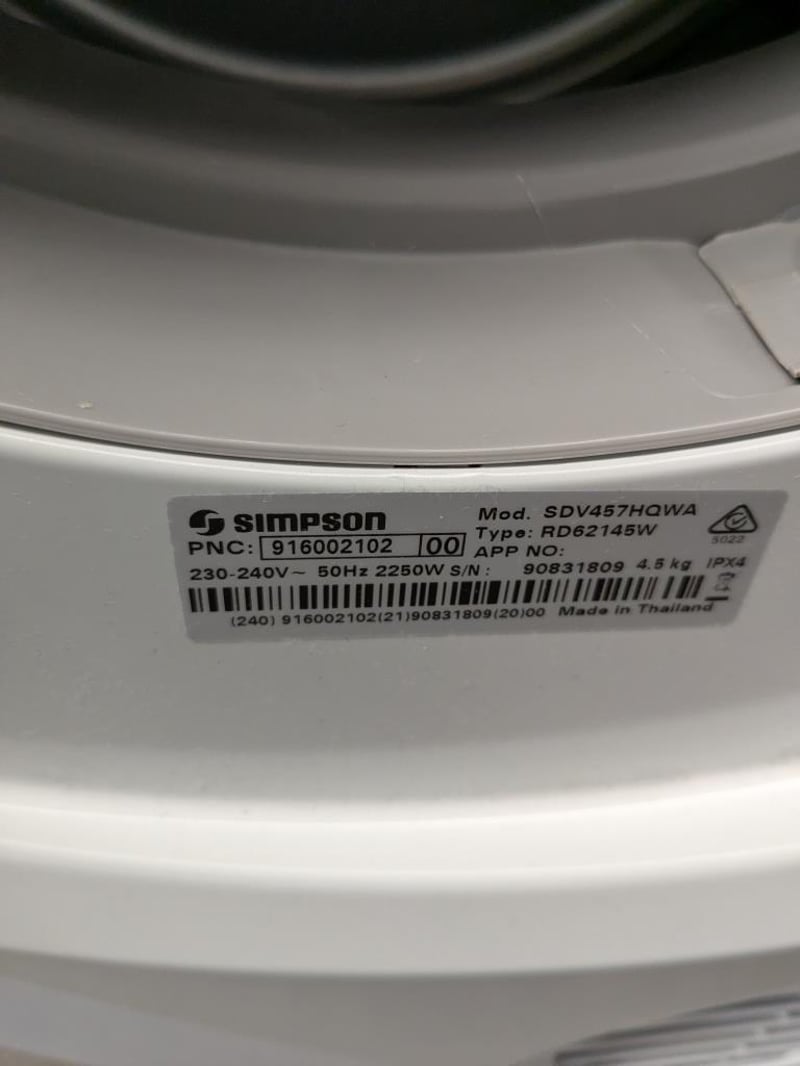 SIMPSON
Mod. SDV457HQWA
PNC: 916002102 00
Type: RD62145W
APP NO:
5022
230-240V~ 50Hz 2250W S/N: 90831809 4.5 kg IPX4
(240) 916002102(21)90831809(20)00 Made in Thailand